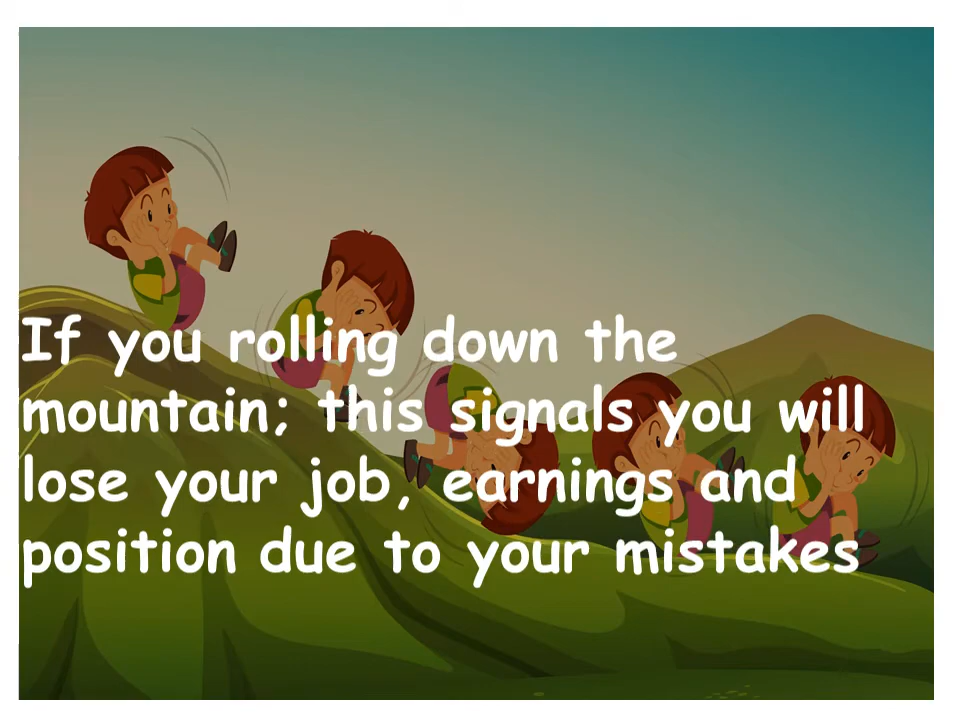 If you rolling down the
mountain; this signals you will
lose your job, earnings and
position due to your mistakes